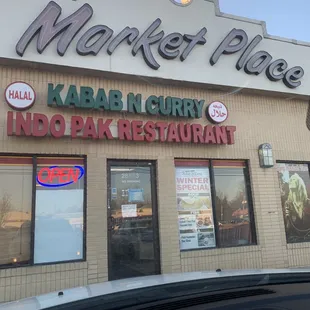 Market Place
HALAL
KABAB N CURRY
حلال
INDO PAK RESTAURANT
OPEN
WINTER
SPECIAL